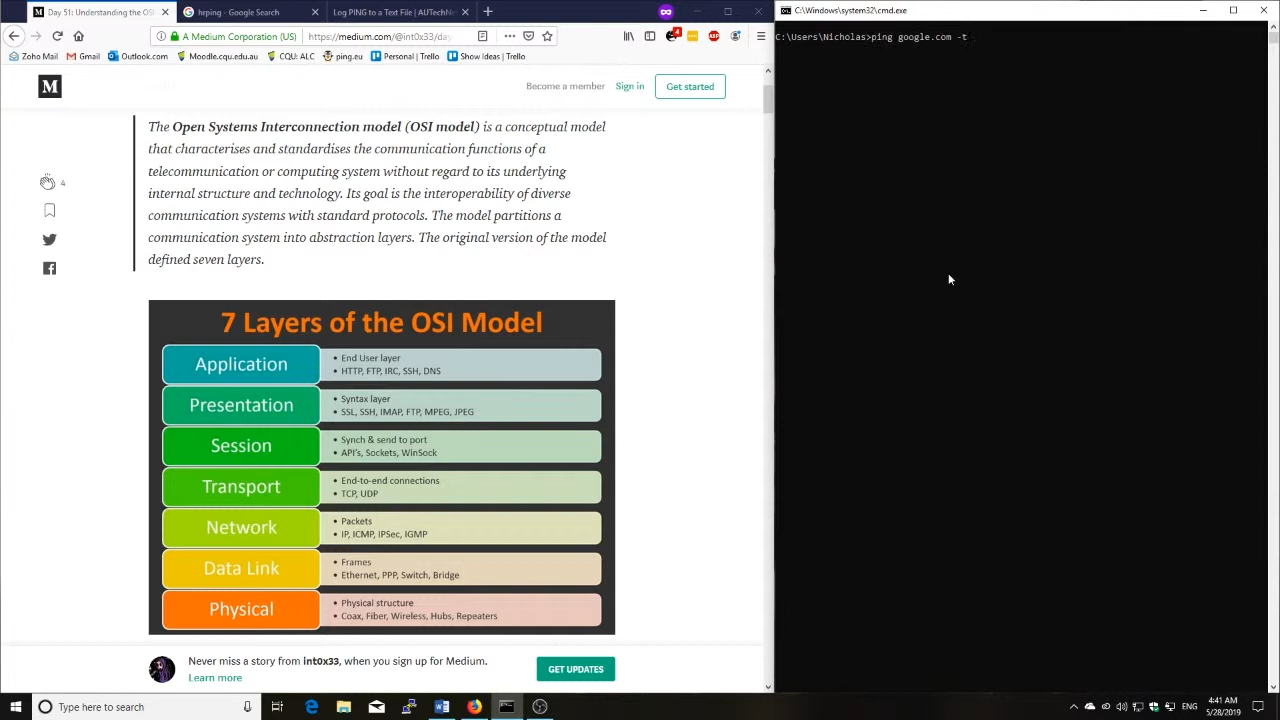 Day 51: Understanding the OSI
hrping - Google Search
Log PING to a Text File | AUTechNe
C:\Windows\system32\cmd.exe
A Medium Corporation (US)
https://medium.com/@int0x33/day
4
ABP
Zoho Mail
Gmail
Outlook.com
Moodle.cqu.edu.au
CQU: ALC
ping.eu
Personal | Trello
Show Ideas | Trello
C:\Users\Nicholas>ping google.com -t
M
Become a member
Sign in
Get started
The Open Systems Interconnection model (OSI model) is a conceptual model
that characterises and standardises the communication functions of a
telecommunication or computing system without regard to its underlying
internal structure and technology. Its goal is the interoperability of diverse
communication systems with standard protocols. The model partitions a
communication system into abstraction layers. The original version of the model
defined seven layers.
4
7 Layers of the OSI Model
Application
• End User layer
• HTTP, FTP, IRC, SSH, DNS
Presentation
• Syntax layer
• SSL, SSH, IMAP, FTP, MPEG, JPEG
Session
• Synch & send to port
• API's, Sockets, WinSock
Transport
• End-to-end connections
• TCP, UDP
Network
• Packets
• IP, ICMP, IPSec, IGMP
Data Link
• Frames
• Ethernet, PPP, Switch, Bridge
Physical
• Physical structure
• Coax, Fiber, Wireless, Hubs, Repeaters
Never miss a story from int0x33, when you sign up for Medium.
Learn more
GET UPDATES
Type here to search
ENG
4:41 AM
5/28/2019